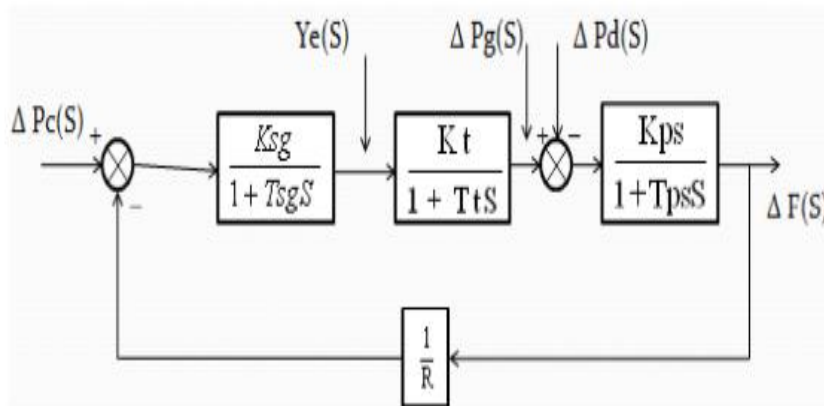 Ye(S)
Δ Pg(S)
Δ Pd(S)
Δ Pc(S)
+
−
Ksg
1 + TsgS
Kt
1 + TtS
+
−
Kps
1+TpsS
Δ F(S)
1
R